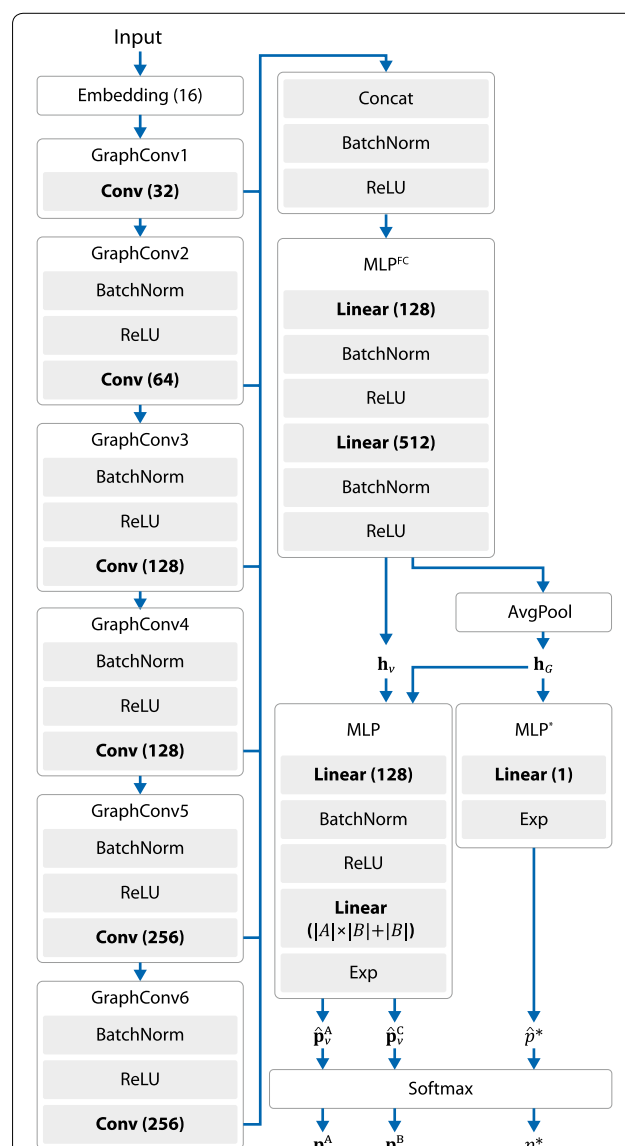 Input
Embedding (16)
GraphConv1
Conv (32)
GraphConv2
BatchNorm
ReLU
Conv (64)
GraphConv3
BatchNorm
ReLU
Conv (128)
GraphConv4
BatchNorm
ReLU
Conv (128)
GraphConv5
BatchNorm
ReLU
Conv (256)
GraphConv6
BatchNorm
ReLU
Conv (256)
Concat
BatchNorm
ReLU
MLP^FC
Linear (128)
BatchNorm
ReLU
Linear (512)
BatchNorm
ReLU
AvgPool
h_v
h_G
MLP
Linear (128)
BatchNorm
ReLU
Linear
(|A|×|B|+|B|)
Exp
MLP*
Linear (1)
Exp
p̂_v^A p̂_v^C p̂*
Softmax
p^A p^B p*